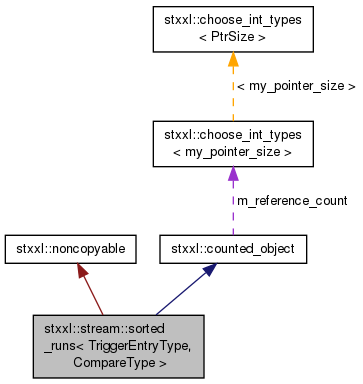 stxxl::choose_int_types
< PtrSize >
< my_pointer_size >
stxxl::choose_int_types
< my_pointer_size >
m_reference_count
stxxl::noncopyable
stxxl::counted_object
stxxl::stream::sorted
_runs< TriggerEntryType,
CompareType >